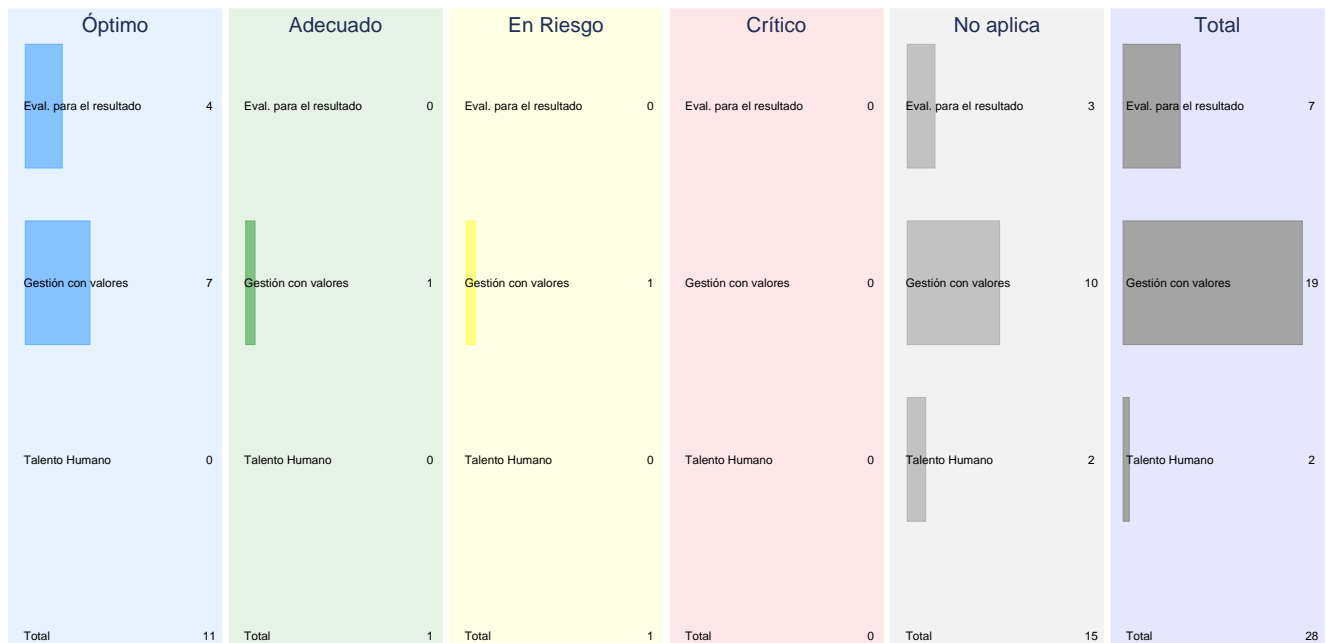 Óptimo Adecuado En Riesgo Crítico No aplica Total
Eval. para el resultado 4 Eval. para el resultado 0 Eval. para el resultado 0 Eval. para el resultado 0 Eval. para el resultado 3 Eval. para el resultado 7
Gestión con valores 7 Gestión con valores 1 Gestión con valores 1 Gestión con valores 0 Gestión con valores 10 Gestión con valores 19
Talento Humano 0 Talento Humano 0 Talento Humano 0 Talento Humano 0 Talento Humano 2 Talento Humano 2
Total 11 Total 1 Total 1 Total 0 Total 15 Total 28